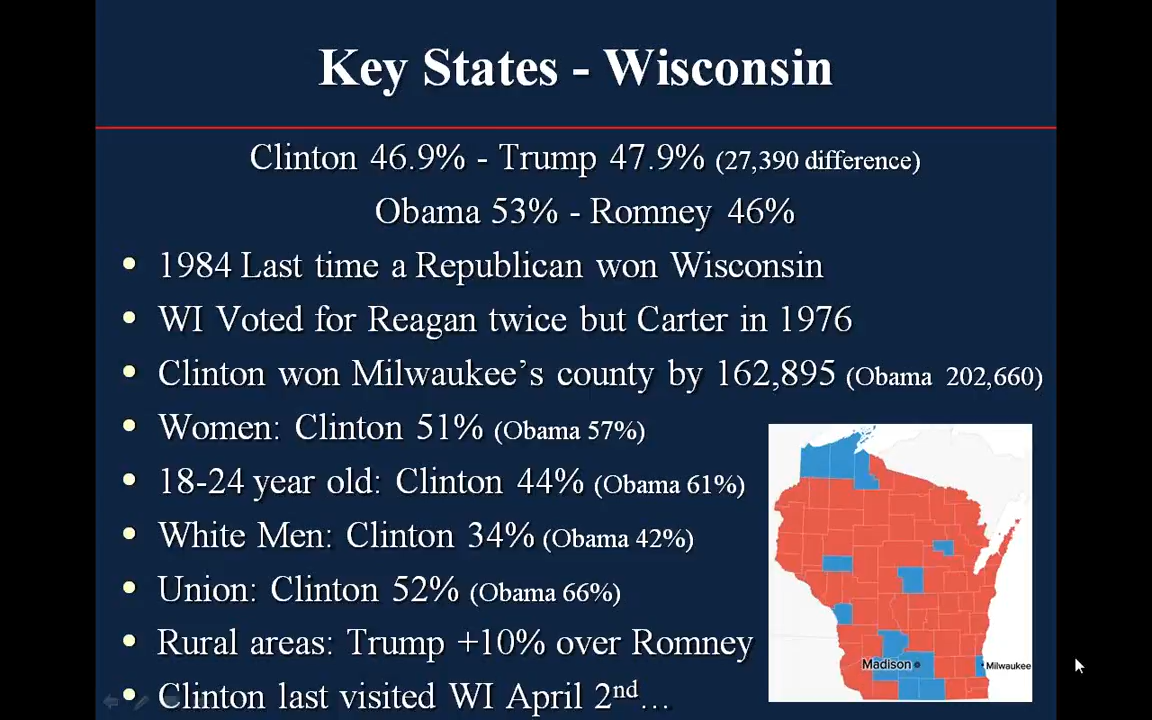 Key States - Wisconsin
Clinton 46.9% - Trump 47.9% (27,390 difference)
Obama 53% - Romney 46%
• 1984 Last time a Republican won Wisconsin
• WI Voted for Reagan twice but Carter in 1976
• Clinton won Milwaukee’s county by 162,895 (Obama 202,660)
• Women: Clinton 51% (Obama 57%)
• 18-24 year old: Clinton 44% (Obama 61%)
• White Men: Clinton 34% (Obama 42%)
• Union: Clinton 52% (Obama 66%)
• Rural areas: Trump +10% over Romney
• Clinton last visited WI April 2nd…
Madison
Milwaukee